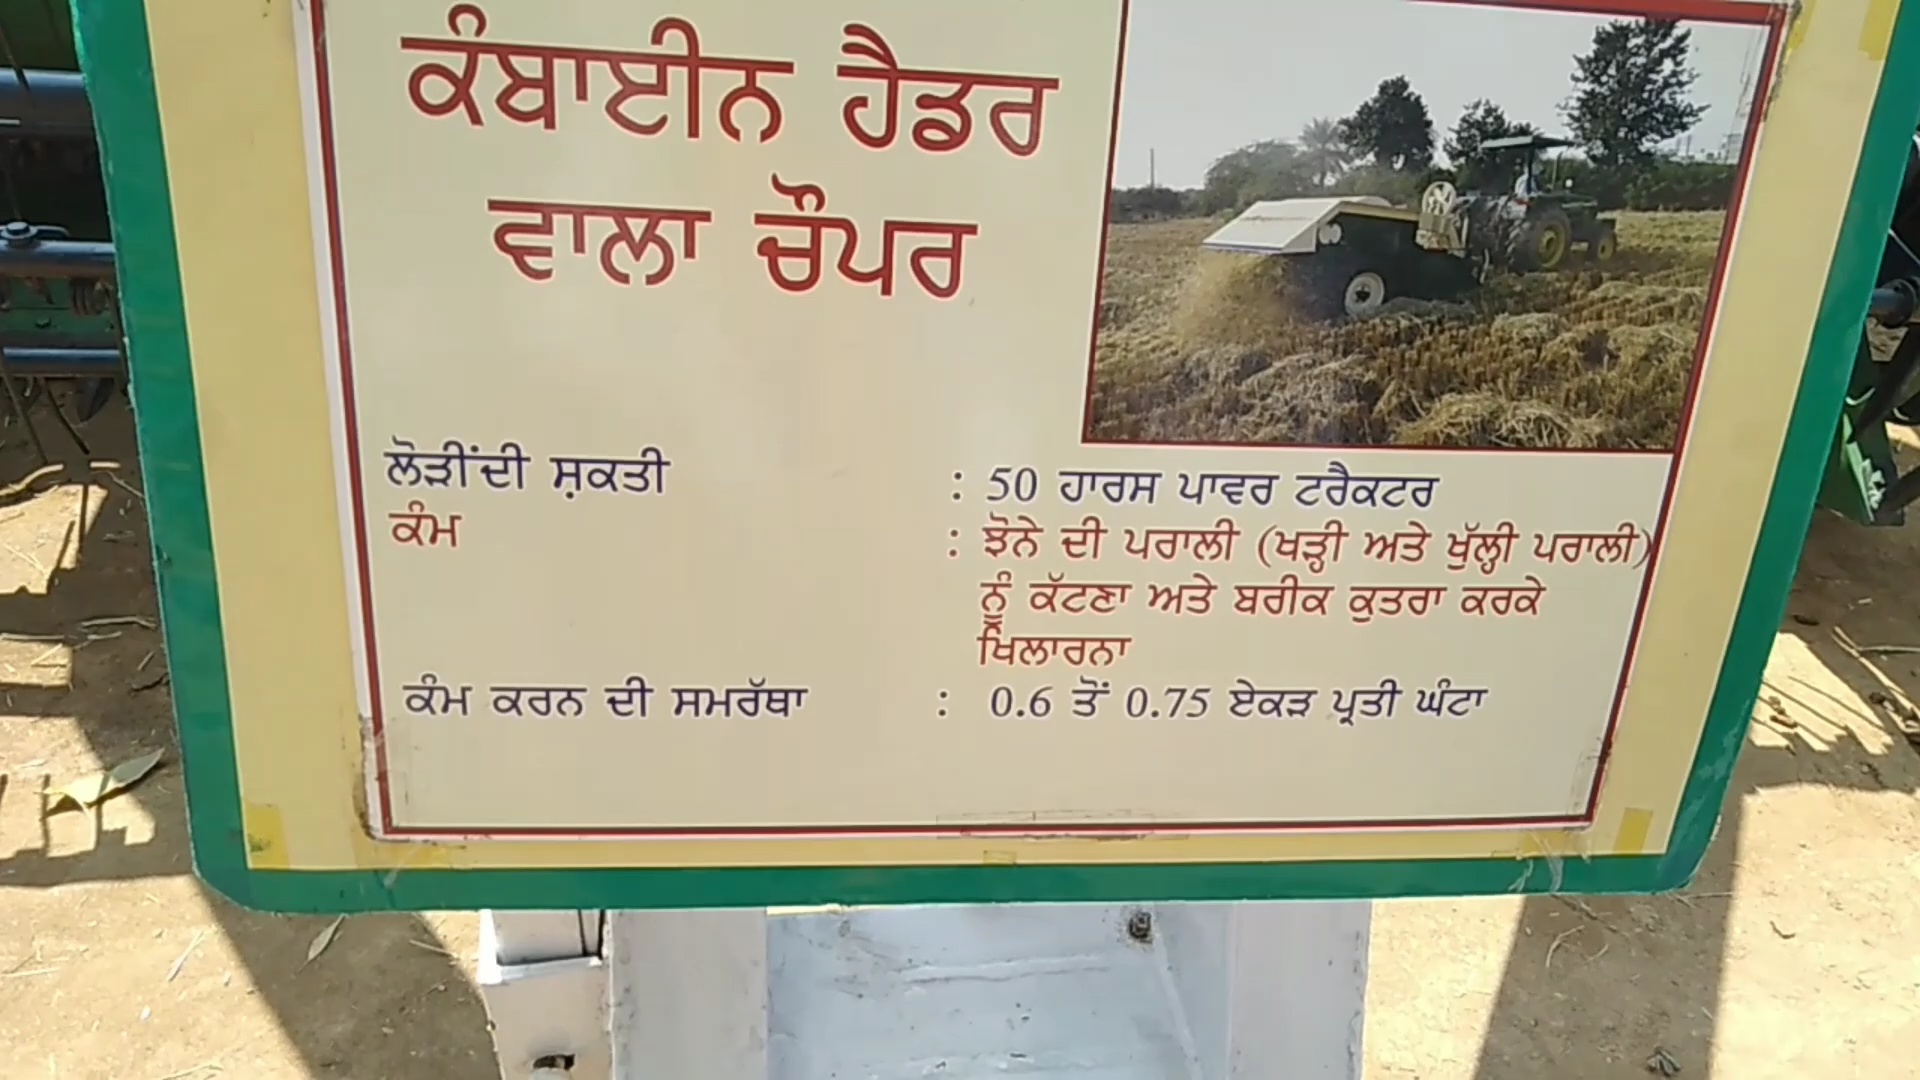 ਕੰਬਾਈਨ ਹੈਡਰ
ਵਾਲਾ ਚੌਪਰ
ਲੋੜੀਂਦੀ ਸ਼ਕਤੀ : 50 ਹਾਰਸ ਪਾਵਰ ਟਰੈਕਟਰ
ਕੰਮ : ਝੋਨੇ ਦੀ ਪਰਾਲੀ (ਖੜ੍ਹੀ ਅਤੇ ਖੁੱਲ੍ਹੀ ਪਰਾਲੀ)
ਨੂੰ ਕੱਟਣਾ ਅਤੇ ਬਰੀਕ ਕੁਤਰਾ ਕਰਕੇ
ਖਿਲਾਰਨਾ
ਕੰਮ ਕਰਨ ਦੀ ਸਮਰੱਥਾ : 0.6 ਤੋਂ 0.75 ਏਕੜ ਪ੍ਰਤੀ ਘੰਟਾ